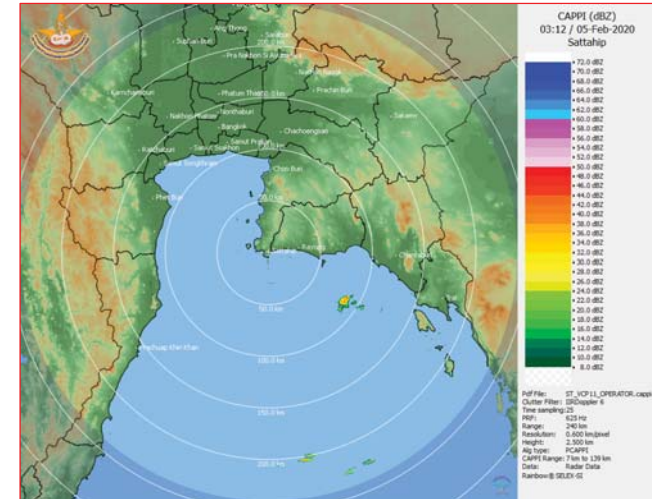 CAPPI (dBZ)
03:12 / 05-Feb-2020
Sattahip
72.0 dBZ
70.0 dBZ
68.0 dBZ
66.0 dBZ
64.0 dBZ
62.0 dBZ
60.0 dBZ
58.0 dBZ
56.0 dBZ
54.0 dBZ
52.0 dBZ
50.0 dBZ
48.0 dBZ
46.0 dBZ
44.0 dBZ
42.0 dBZ
40.0 dBZ
38.0 dBZ
36.0 dBZ
34.0 dBZ
32.0 dBZ
30.0 dBZ
28.0 dBZ
26.0 dBZ
24.0 dBZ
22.0 dBZ
20.0 dBZ
18.0 dBZ
16.0 dBZ
14.0 dBZ
12.0 dBZ
10.0 dBZ
8.0 dBZ
Pdf File: ST_VCP11_OPERATOR.cappi
Clutter Filter: IIRDoppler 6
Time sampling: 25
PRF: 625 Hz
Range: 240 km
Resolution: 0.600 km/pixel
Height: 2.500 km
Alg type: PCAPPI
CAPPI Range: 7 km to 139 km
Data: Radar Data
Rainbow® SELEX-SI
Ang Thong
Suphan Buri
Saraburi
Pra Nakhon Si Ayutthaya
Nakhon Nayok
Kanchanaburi
Phatum Thani
Prachin Buri
Nakhon Pathom
Nonthaburi
Sakaeo
Bangkok
Chachoengsao
Samut Prakan
Ratchaburi
Samut Sakhon
Samut Songkhram
Chon Buri
Phet Buri
Rayong
Chantaburi
Trat
50.0 km
Prachuap Khiri Khan
100.0 km
150.0 km
200.0 km